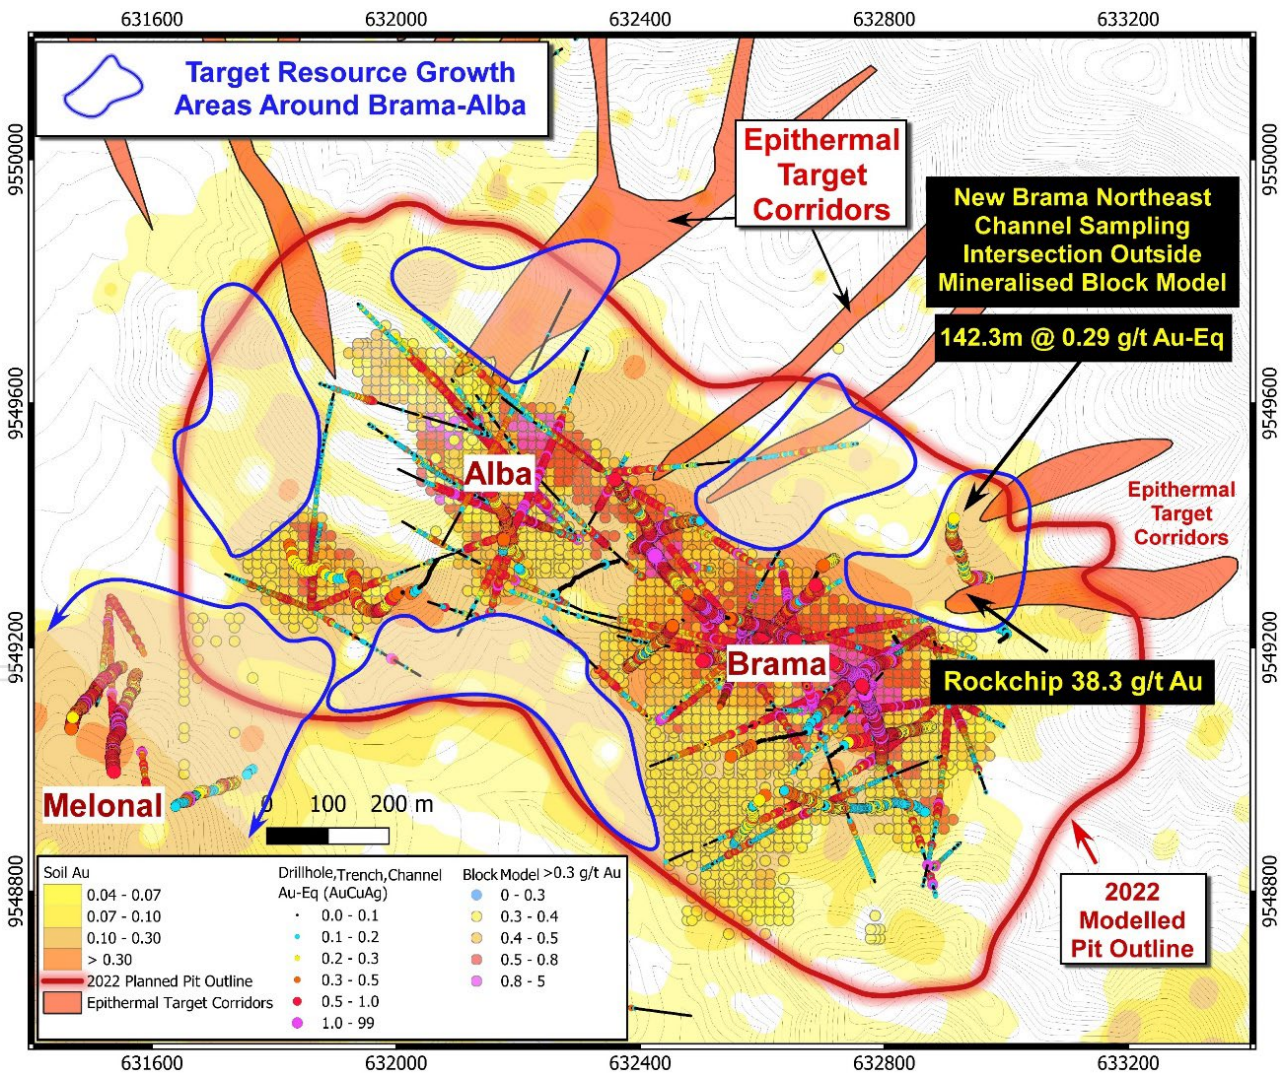 631600 632000 632400 632800 633200
Target Resource Growth
Areas Around Brama-Alba
Epithermal
Target
Corridors
New Brama Northeast
Channel Sampling
Intersection Outside
Mineralised Block Model
142.3m @ 0.29 g/t Au-Eq
9550000
9550000
9549600
9549600
Alba
Epithermal
Target
Corridors
9549200
9549200
Brama
Rockchip 38.3 g/t Au
Melonal
0 100 200 m
9548800
9548800
2022
Modelled
Pit Outline
Soil Au
0.04 - 0.07
0.07 - 0.10
0.10 - 0.30
> 0.30
2022 Planned Pit Outline
Epithermal Target Corridors
Drillhole,Trench,Channel
Au-Eq (AuCuAg)
0.0 - 0.1
0.1 - 0.2
0.2 - 0.3
0.3 - 0.5
0.5 - 1.0
1.0 - 99
Block Model >0.3 g/t Au
0 - 0.3
0.3 - 0.4
0.4 - 0.5
0.5 - 0.8
0.8 - 5
631600 632000 632400 632800 633200